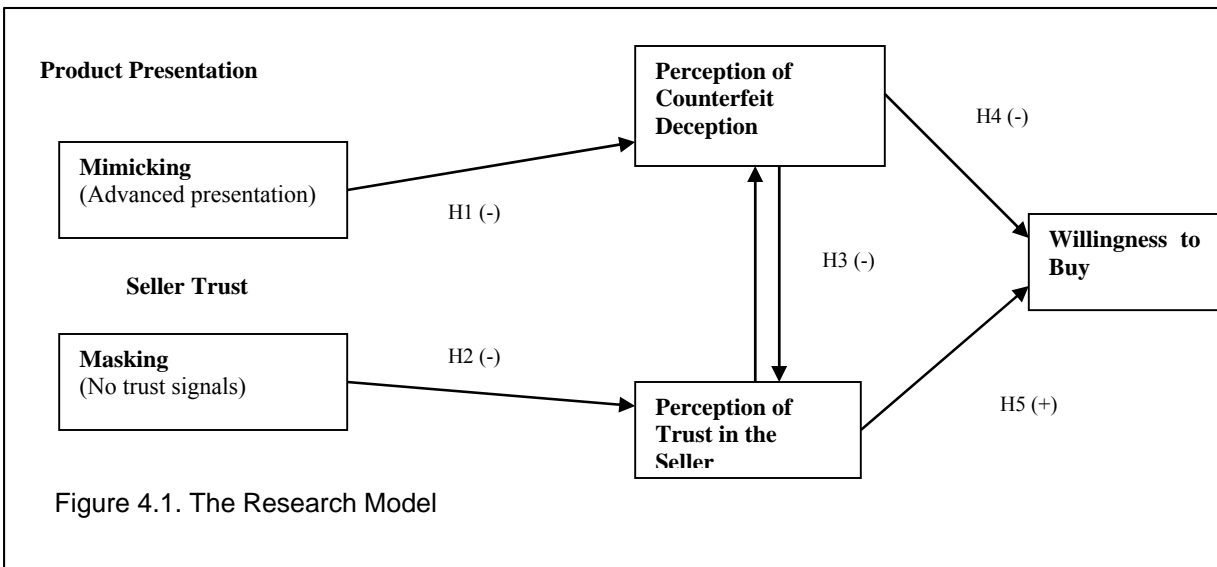 Product Presentation
Perception of
Counterfeit
Deception
H4 (-)
Mimicking
(Advanced presentation)
H1 (-)
Willingness to
Buy
H3 (-)
Seller Trust
Masking
(No trust signals)
H2 (-)
Perception of
Trust in the
Seller
H5 (+)
Figure 4.1. The Research Model